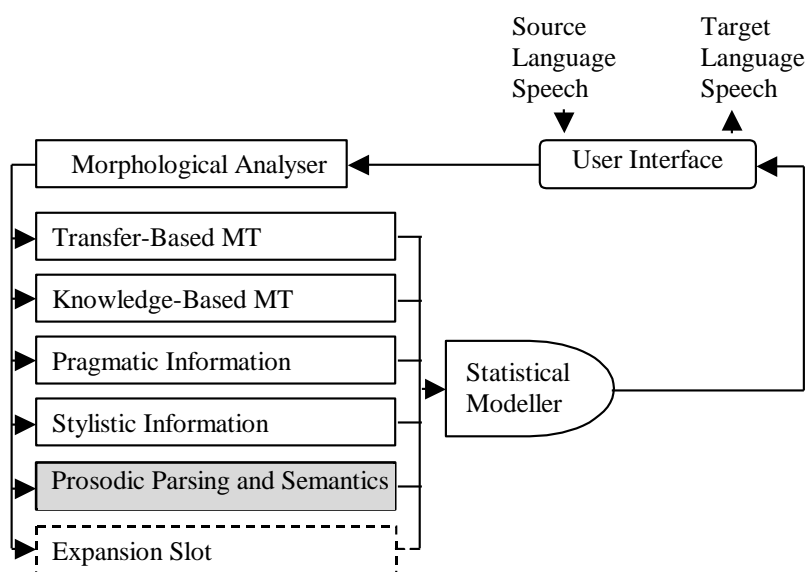 Source
Language
Speech
Target
Language
Speech
User Interface
Morphological Analyser
Transfer-Based MT
Knowledge-Based MT
Pragmatic Information
Stylistic Information
Prosodic Parsing and Semantics
Expansion Slot
Statistical
Modeller